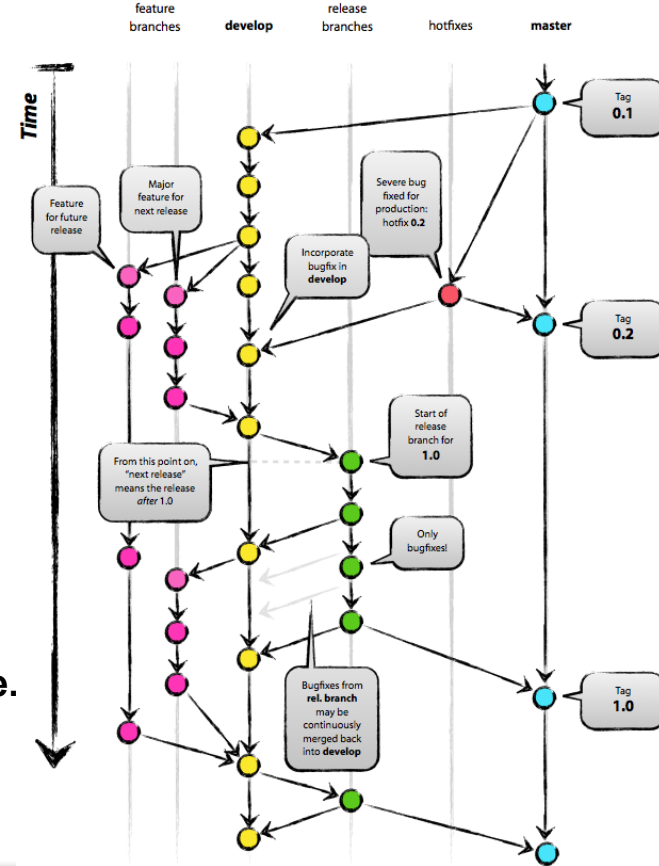 feature
branches
develop
release
branches
hotfixes
master
Time
Tag
0.1
Feature
for future
release
Major
feature for
next release
Severe bug
fixed for
production:
hotfix 0.2
Incorporate
bugfix in
develop
Tag
0.2
Start of
release
branch for
1.0
From this point on,
“next release”
means the release
after 1.0
Only
bugfixes!
e.
Bugfixes from
rel. branch
may be
continuously
merged back
into develop
Tag
1.0